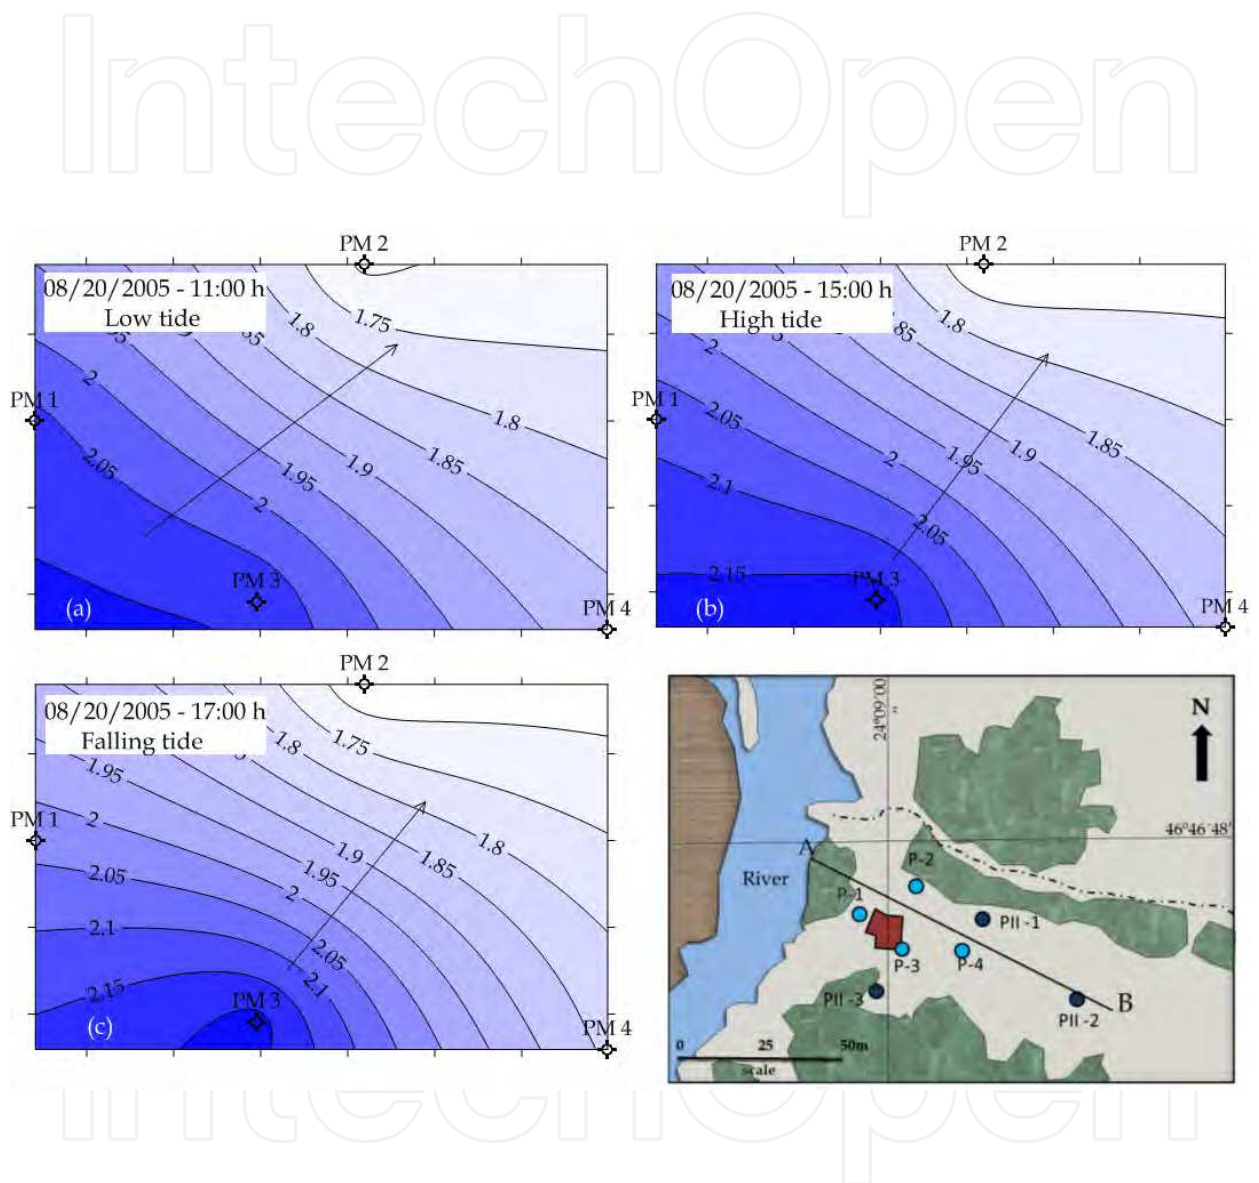 IntechOpen
PM 2
08/20/2005 - 11:00 h
Low tide
1.8
1.75
2
PM 1
1.8
2.05
1.95
1.9
1.85
2
PM 3
(a)
PM 4
PM 2
08/20/2005 - 15:00 h
High tide
1.8
.85
2
PM 1
2.05
1.85
2
1.95
1.9
2.1
2.05
2.15
PM 3
(b)
PM 4
PM 2
08/20/2005 - 17:00 h
Falling tide
1.8
1.75
1.95
PM 1
2
1.9
1.85
1.8
2.05
1.95
2
2.1
2.05
2.1
2.15
PM 3
(c)
PM 4
24°09´00
N
46°46´48'
A
P-2
River
P-1
PII -1
P-3
P-4
PII -3
B
PII -2
0 25 50m
scale
IntechOpen